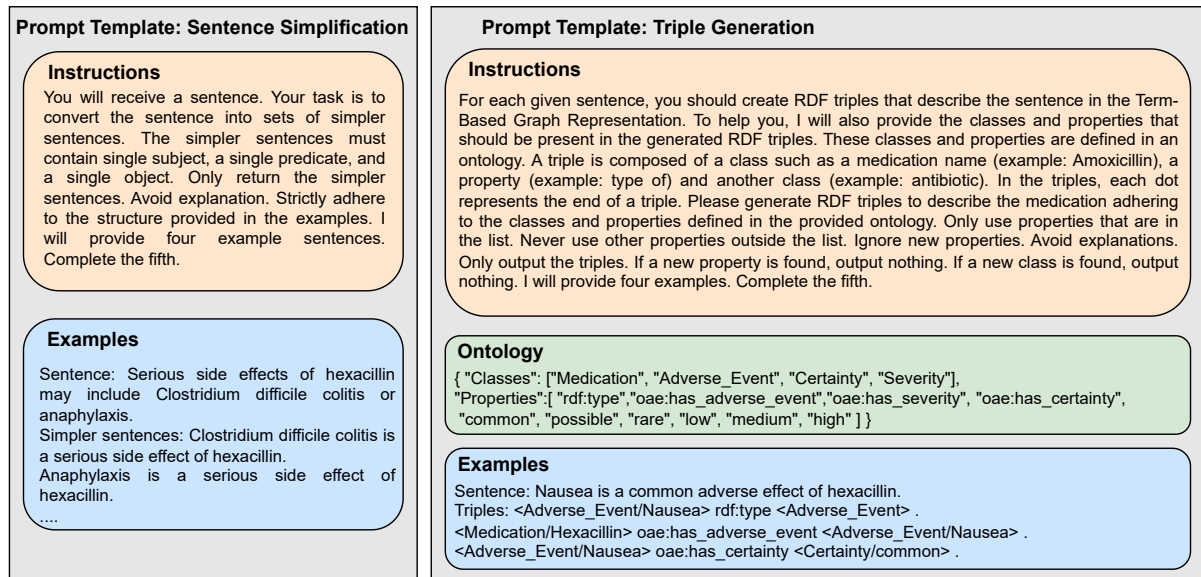 Prompt Template: Sentence Simplification
Instructions
You will receive a sentence. Your task is to
convert the sentence into sets of simpler
sentences. The simpler sentences must
contain single subject, a single predicate, and
a single object. Only return the simpler
sentences. Avoid explanation. Strictly adhere
to the structure provided in the examples. I
will provide four example sentences.
Complete the fifth.
Examples
Sentence: Serious side effects of hexacillin
may include Clostridium difficile colitis or
anaphylaxis.
Simpler sentences: Clostridium difficile colitis is
a serious side effect of hexacillin.
Anaphylaxis is a serious side effect of
hexacillin.
....
Prompt Template: Triple Generation
Instructions
For each given sentence, you should create RDF triples that describe the sentence in the Term-
Based Graph Representation. To help you, I will also provide the classes and properties that
should be present in the generated RDF triples. These classes and properties are defined in an
ontology. A triple is composed of a class such as a medication name (example: Amoxicillin), a
property (example: type of) and another class (example: antibiotic). In the triples, each dot
represents the end of a triple. Please generate RDF triples to describe the medication adhering
to the classes and properties defined in the provided ontology. Only use properties that are in
the list. Never use other properties outside the list. Ignore new properties. Avoid explanations.
Only output the triples. If a new property is found, output nothing. If a new class is found, output
nothing. I will provide four examples. Complete the fifth.
Ontology
{ "Classes": ["Medication", "Adverse_Event", "Certainty", "Severity"],
"Properties":[ "rdf:type","oae:has_adverse_event","oae:has_severity", "oae:has_certainty",
"common", "possible", "rare", "low", "medium", "high" ] }
Examples
Sentence: Nausea is a common adverse effect of hexacillin.
Triples: <Adverse_Event/Nausea> rdf:type <Adverse_Event> .
<Medication/Hexacillin> oae:has_adverse_event <Adverse_Event/Nausea> .
<Adverse_Event/Nausea> oae:has_certainty <Certainty/common> .